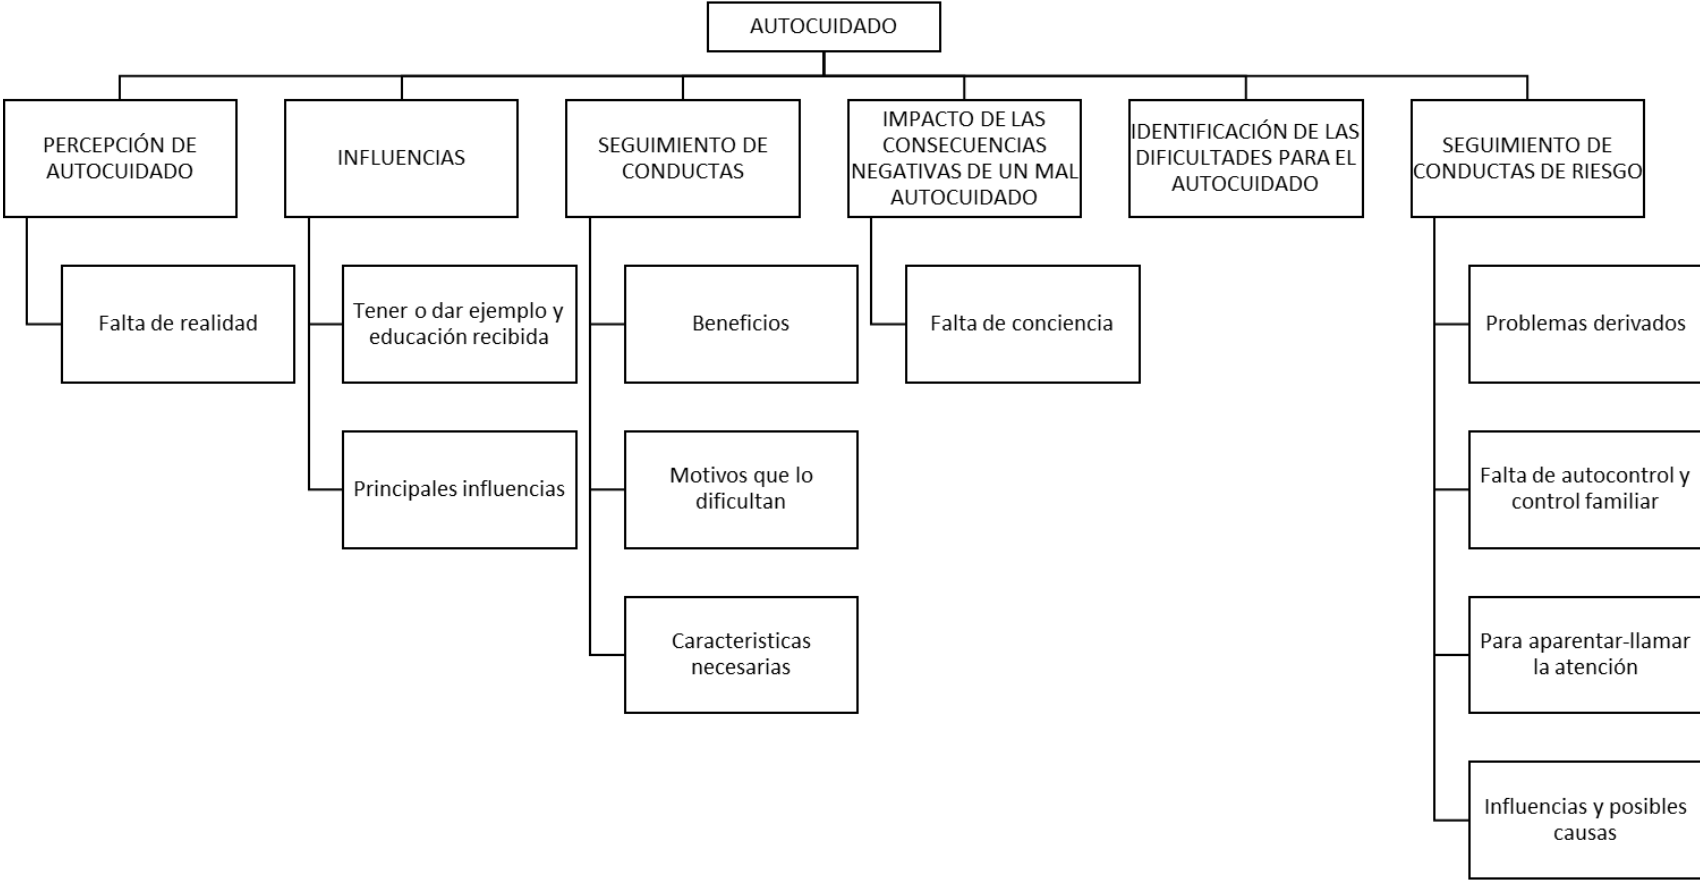 AUTOCUIDADO
PERCEPCIÓN DE
AUTOCUIDADO
INFLUENCIAS
SEGUIMIENTO DE
CONDUCTAS
IMPACTO DE LAS
CONSECUENCIAS
NEGATIVAS DE UN MAL
AUTOCUIDADO
IDENTIFICACIÓN DE LAS
DIFICULTADES PARA EL
AUTOCUIDADO
SEGUIMIENTO DE
CONDUCTAS DE RIESGO
Falta de realidad
Tener o dar ejemplo y
educación recibida
Beneficios
Falta de conciencia
Problemas derivados
Principales influencias
Motivos que lo
dificultan
Falta de autocontrol y
control familiar
Caracteristicas
necesarias
Para aparentar-llamar
la atención
Influencias y posibles
causas